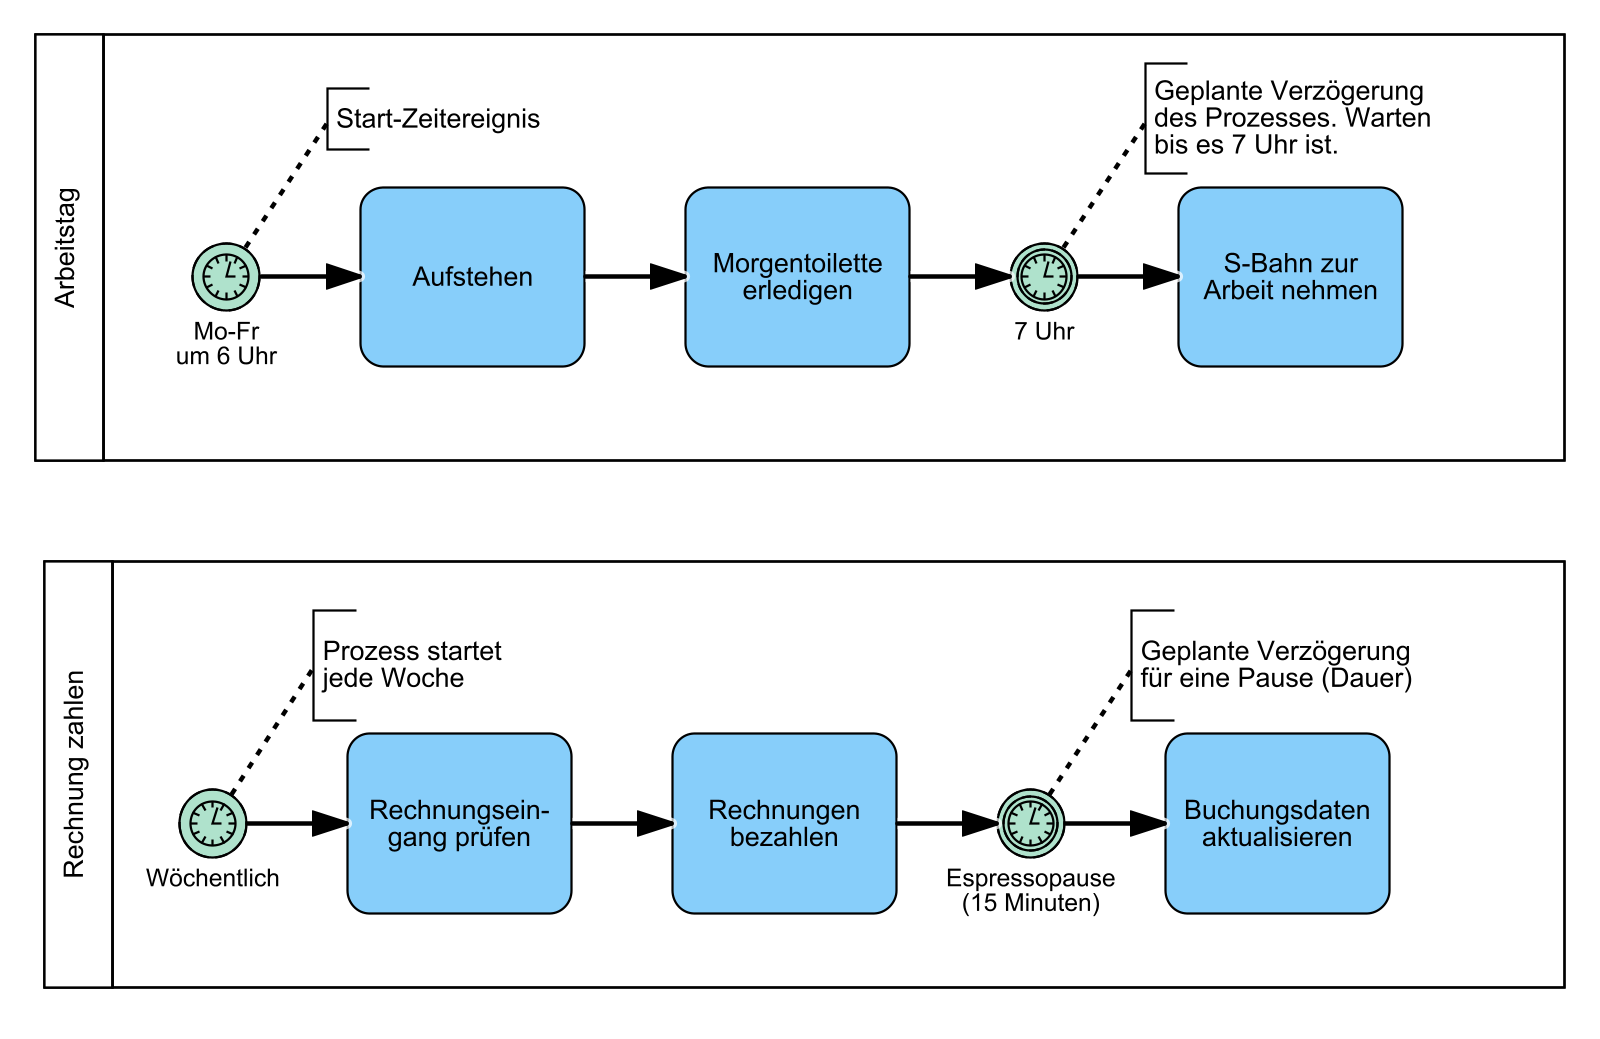 Arbeitstag
Start-Zeitereignis
Geplante Verzögerung
des Prozesses. Warten
bis es 7 Uhr ist.
Aufstehen
Morgentoilette
erledigen
S-Bahn zur
Arbeit nehmen
Mo-Fr
um 6 Uhr
7 Uhr
Rechnung zahlen
Prozess startet
jede Woche
Geplante Verzögerung
für eine Pause (Dauer)
Rechnungsein-
gang prüfen
Rechnungen
bezahlen
Buchungsdaten
aktualisieren
Wöchentlich
Espressopause
(15 Minuten)